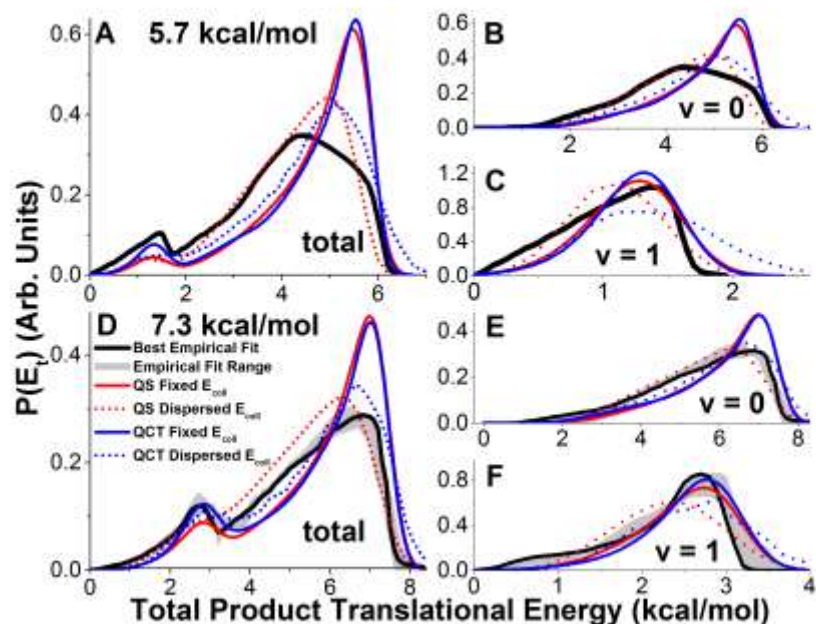 A 5.7 kcal/mol
0.6
0.4
0.2
0.0
total
0 2 4 6
B
0.6
0.4
0.2
0.0
v = 0
2 4 6
C
1.2
0.8
0.4
0.0
v = 1
0 1 2
P(Et) (Arb. Units)
D 7.3 kcal/mol
Best Empirical Fit
Empirical Fit Range
QS Fixed Ecoll
QS Dispersed Ecoll
QCT Fixed Ecoll
QCT Dispersed Ecoll
0.4
0.2
0.0
total
0 2 4 6 8
E
0.4
0.2
0.0
v = 0
0 2 4 6 8
F
0.8
0.4
0.0
v = 1
0 1 2 3 4
Total Product Translational Energy (kcal/mol)